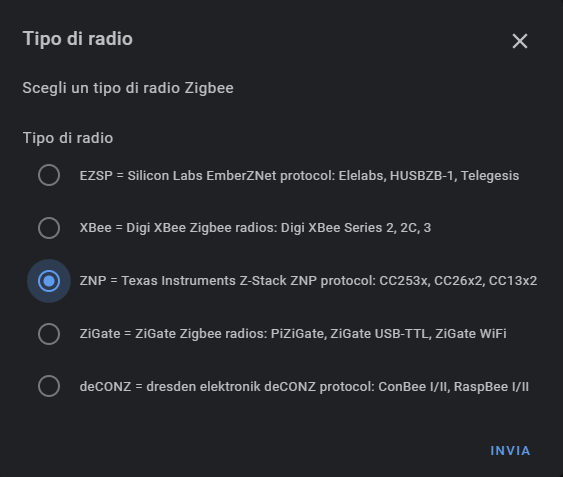 Tipo di radio
Scegli un tipo di radio Zigbee
Tipo di radio
EZSP = Silicon Labs EmberZNet protocol: Elelabs, HUSBZB-1, Telegesis
XBee = Digi XBee Zigbee radios: Digi XBee Series 2, 2C, 3
ZNP = Texas Instruments Z-Stack ZNP protocol: CC253x, CC26x2, CC13x2
ZiGate = ZiGate Zigbee radios: PiZiGate, ZiGate USB-TTL, ZiGate WiFi
deCONZ = dresden elektronik deCONZ protocol: ConBee I/II, RaspBee I/II
INVIA